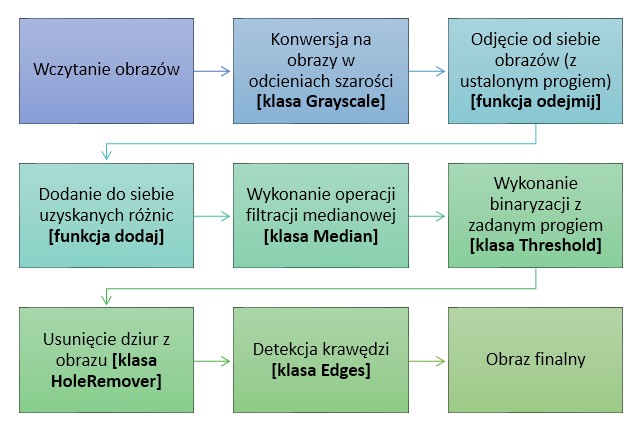 Wczytanie obrazów
Konwersja na
obrazy w
odcieniach szarości
[klasa Grayscale]
Odjęcie od siebie
obrazów (z
ustalonym progiem)
[funkcja odejmij]
Dodanie do siebie
uzyskanych różnic
[funkcja dodaj]
Wykonanie operacji
filtracji medianowej
[klasa Median]
Wykonanie
binaryzacji z
zadanym progiem
[klasa Threshold]
Usunięcie dziur z
obrazu [klasa
HoleRemover]
Detekcja krawędzi
[klasa Edges]
Obraz finalny